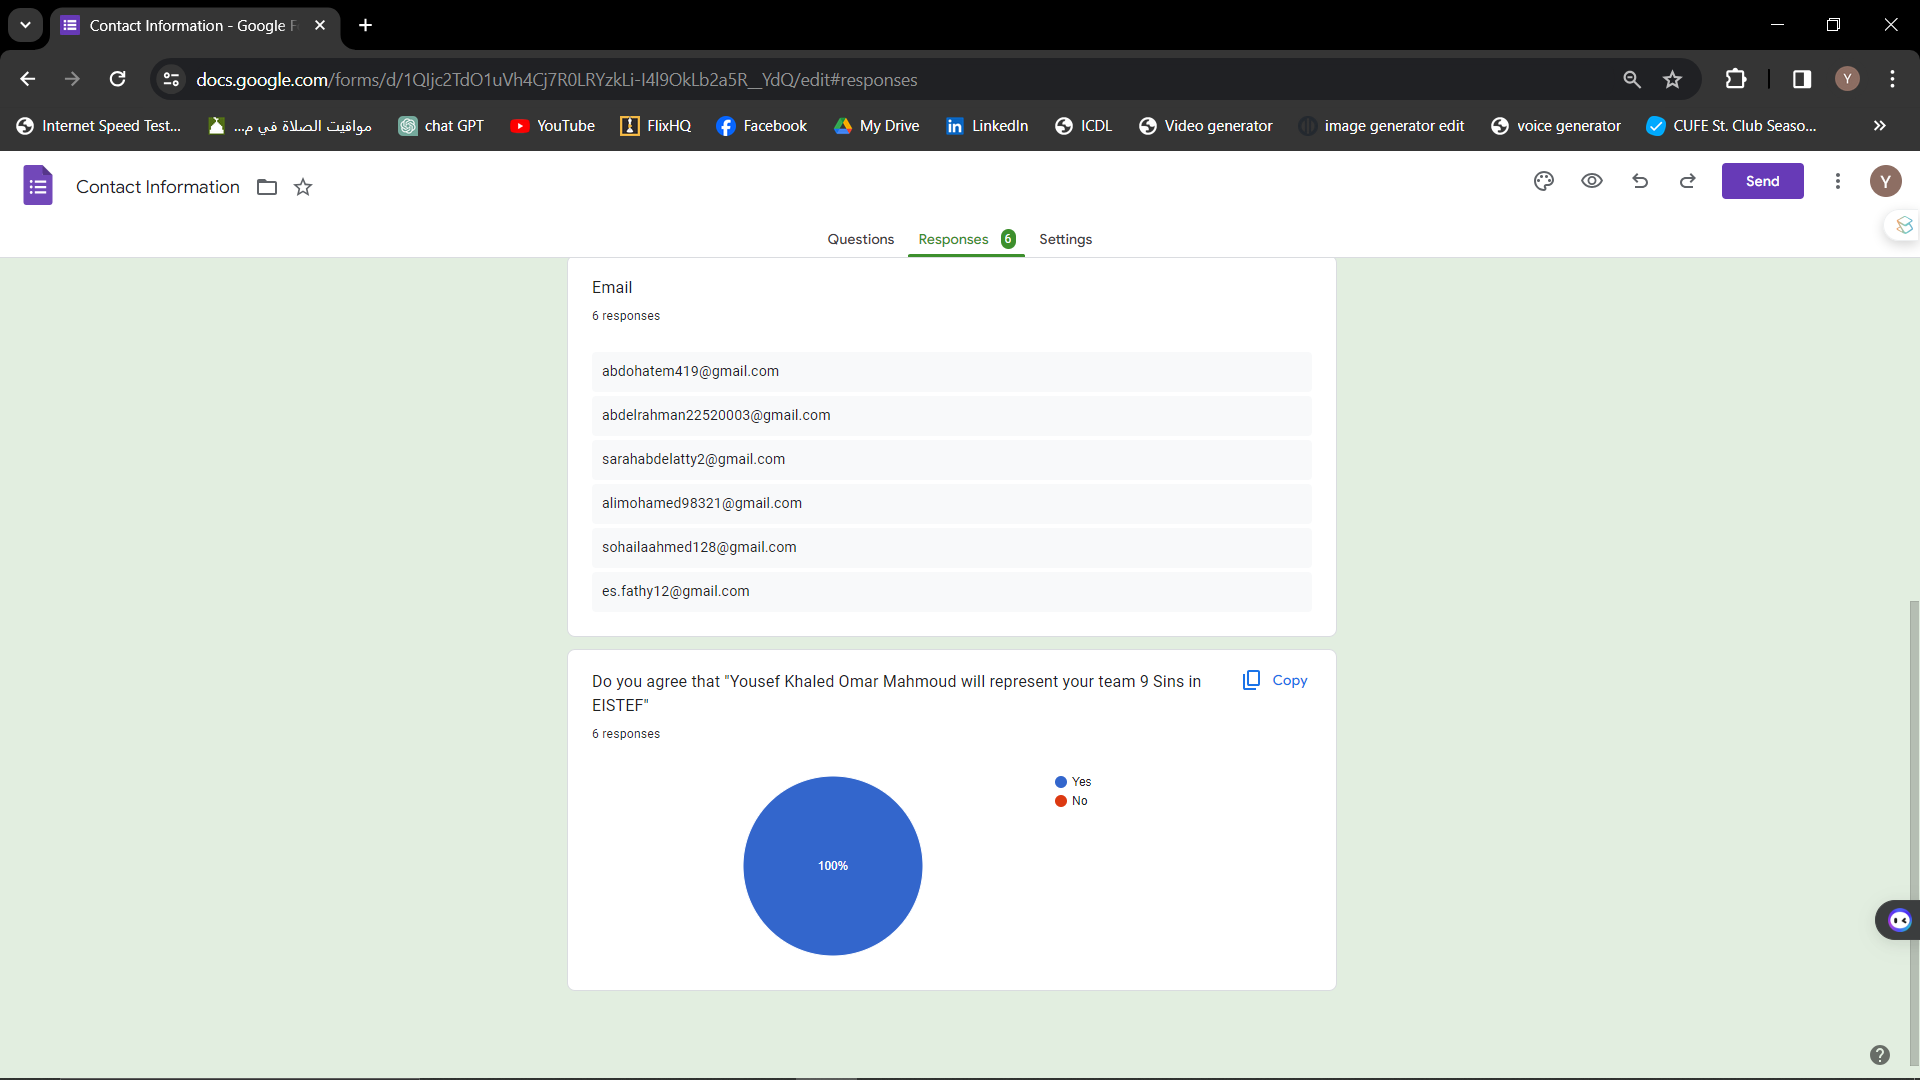 Contact Information - Google F
docs.google.com/forms/d/1QIjc2TdO1uVh4Cj7R0LRYzkLi-I4l9OkLb2a5R__YdQ/edit#responses
Y
Internet Speed Test...
مواقيت الصلاة في م...
chat GPT
YouTube
FlixHQ
Facebook
My Drive
LinkedIn
ICDL
Video generator
image generator edit
voice generator
CUFE St. Club Seaso...
Contact Information
Send
Y
Questions
Responses 6
Settings
Email
6 responses
abdohatem419@gmail.com
abdelrahman22520003@gmail.com
sarahabdelatty2@gmail.com
alimohamed98321@gmail.com
sohailaahmed128@gmail.com
es.fathy12@gmail.com
Do you agree that "Yousef Khaled Omar Mahmoud will represent your team 9 Sins in
EISTEF"
Copy
6 responses
Yes
No
100%